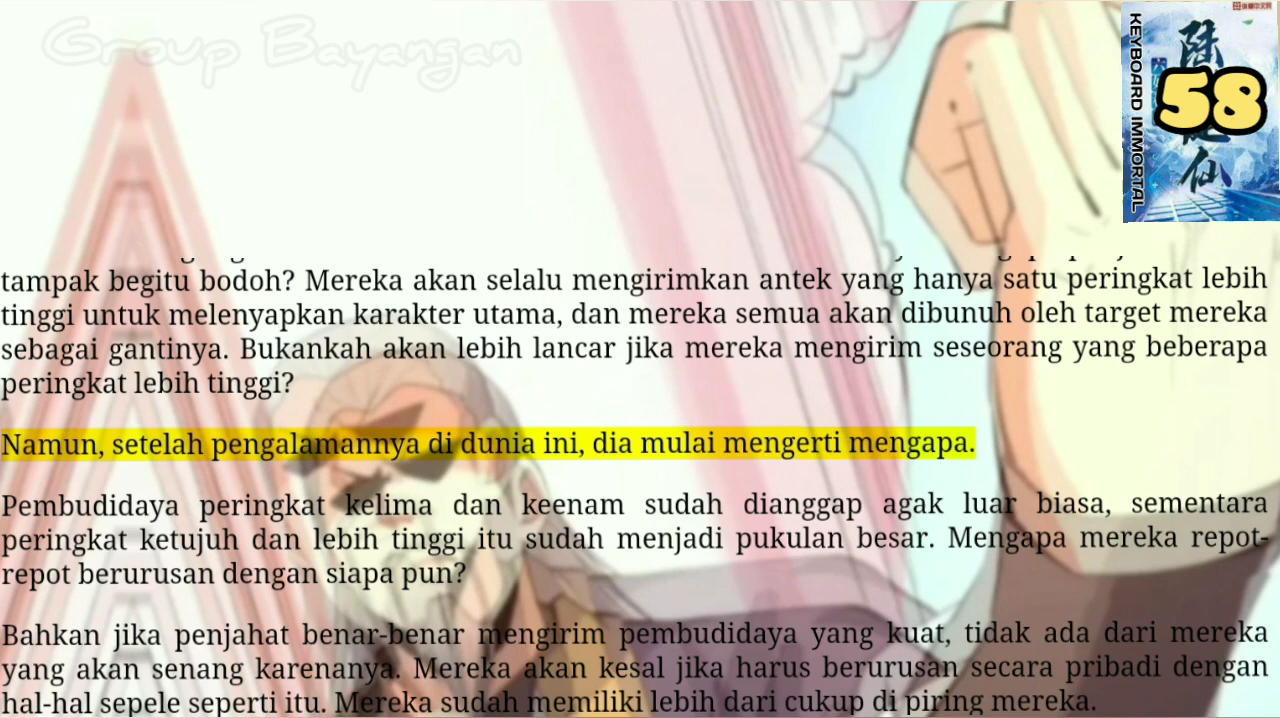 Group Bayangan
KEYBOARD IMMORTAL
58
tampak begitu bodoh? Mereka akan selalu mengirimkan antek yang hanya satu peringkat lebih
tinggi untuk melenyapkan karakter utama, dan mereka semua akan dibunuh oleh target mereka
sebagai gantinya. Bukankah akan lebih lancar jika mereka mengirim seseorang yang beberapa
peringkat lebih tinggi?
Namun, setelah pengalamannya di dunia ini, dia mulai mengerti mengapa.
Pembudidaya peringkat kelima dan keenam sudah dianggap agak luar biasa, sementara
peringkat ketujuh dan lebih tinggi itu sudah menjadi pukulan besar. Mengapa mereka repot-
repot berurusan dengan siapa pun?
Bahkan jika penjahat benar-benar mengirim pembudidaya yang kuat, tidak ada dari mereka
yang akan senang karenanya. Mereka akan kesal jika harus berurusan secara pribadi dengan
hal-hal sepele seperti itu. Mereka sudah memiliki lebih dari cukup di piring mereka.